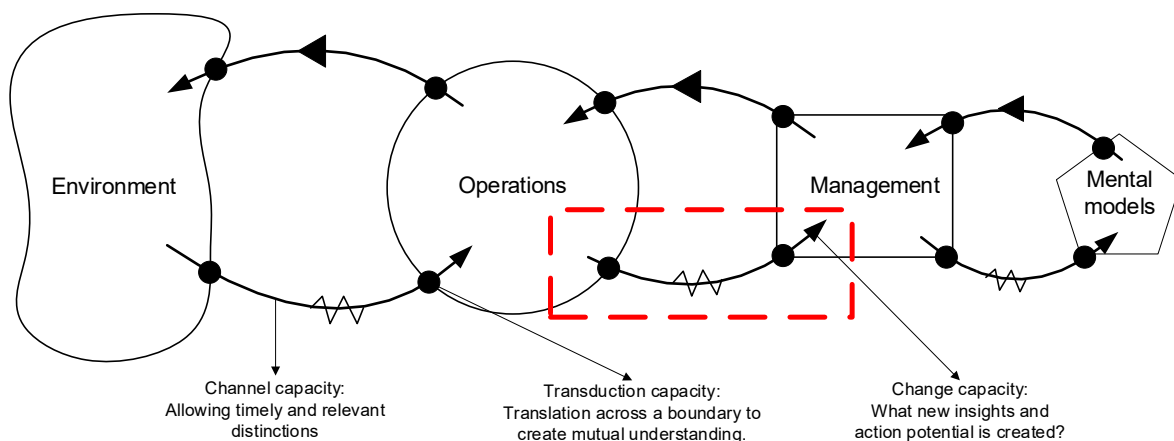 Environment
Operations
Management
Mental
models
Channel capacity:
Allowing timely and relevant
distinctions
Transduction capacity:
Translation across a boundary to
create mutual understanding.
Change capacity:
What new insights and
action potential is created?